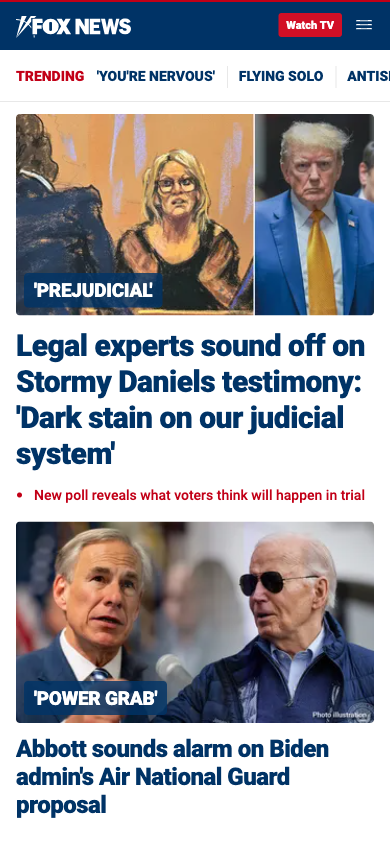 FOX NEWS
Watch TV
TRENDING 'YOU'RE NERVOUS' FLYING SOLO ANTIS
'PREJUDICIAL'
Legal experts sound off on
Stormy Daniels testimony:
'Dark stain on our judicial
system'
• New poll reveals what voters think will happen in trial
'POWER GRAB'
Photo illustration
Abbott sounds alarm on Biden
admin's Air National Guard
proposal